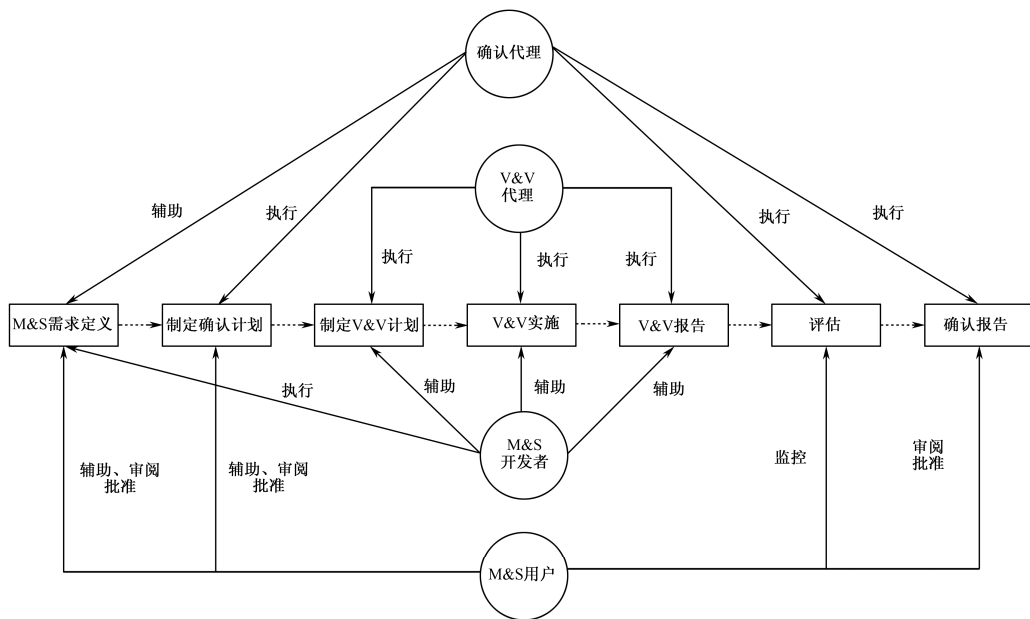 确认代理
V&V
代理
辅助
执行
执行
执行
执行
执行
执行
执行
M&S需求定义
制定确认计划
制定V&V计划
V&V实施
V&V报告
评估
确认报告
执行
辅助
辅助
辅助
M&S
开发者
辅助、审阅
批准
辅助、审阅
批准
监控
审阅
批准
M&S用户